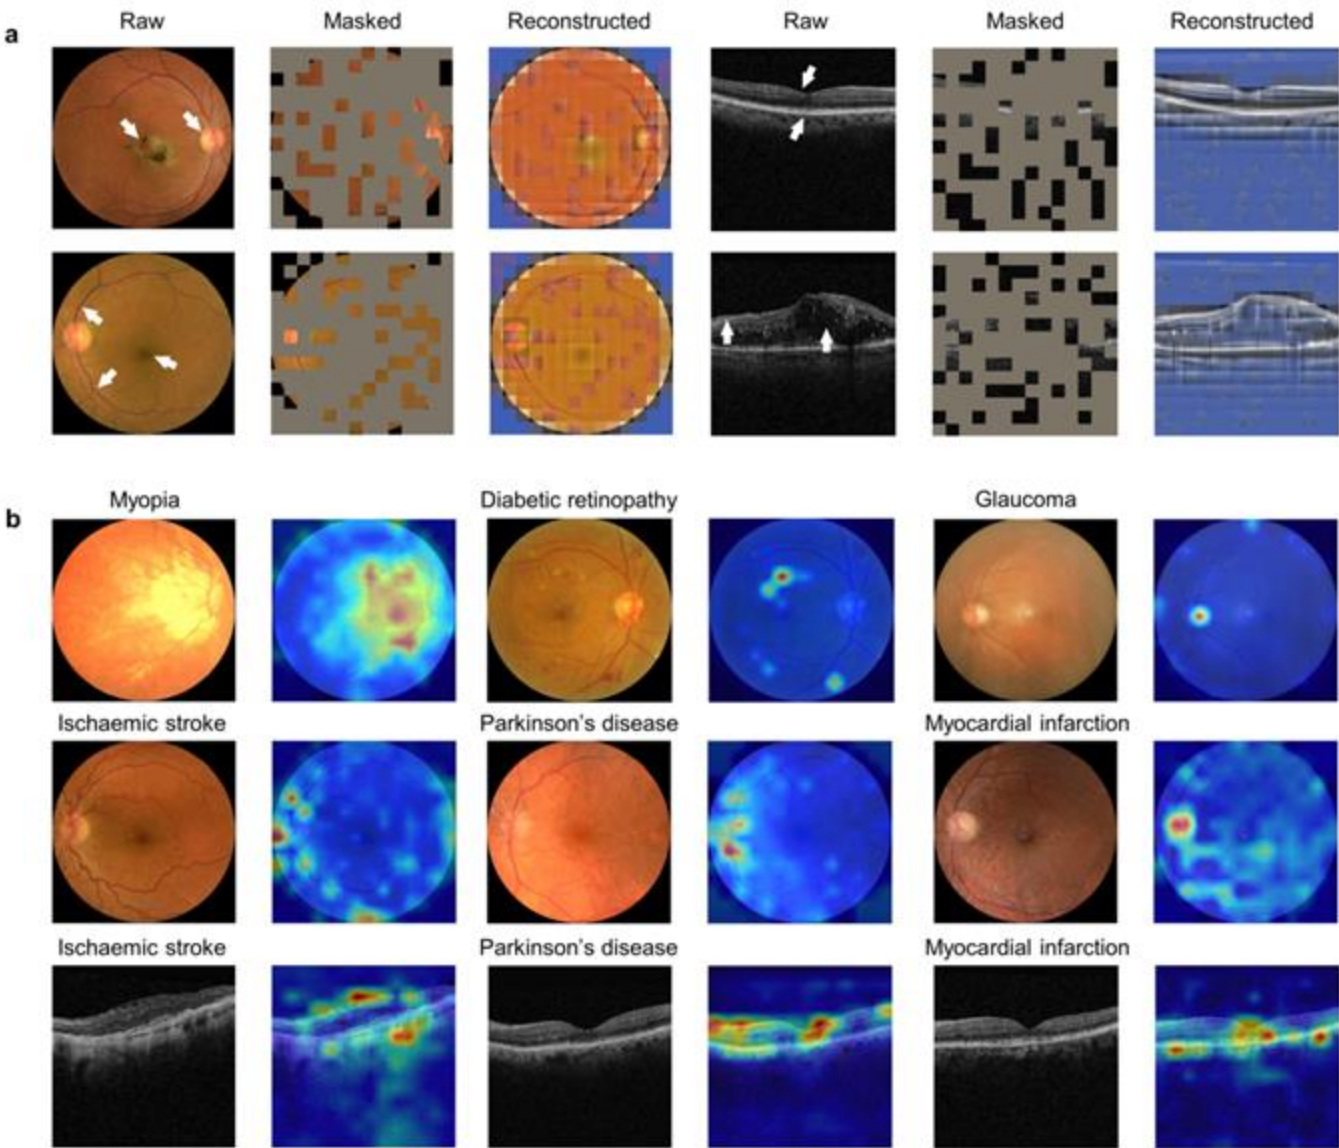 a
Raw Masked Reconstructed Raw Masked Reconstructed
b
Myopia Diabetic retinopathy Glaucoma
Ischaemic stroke Parkinson's disease Myocardial infarction
Ischaemic stroke Parkinson's disease Myocardial infarction